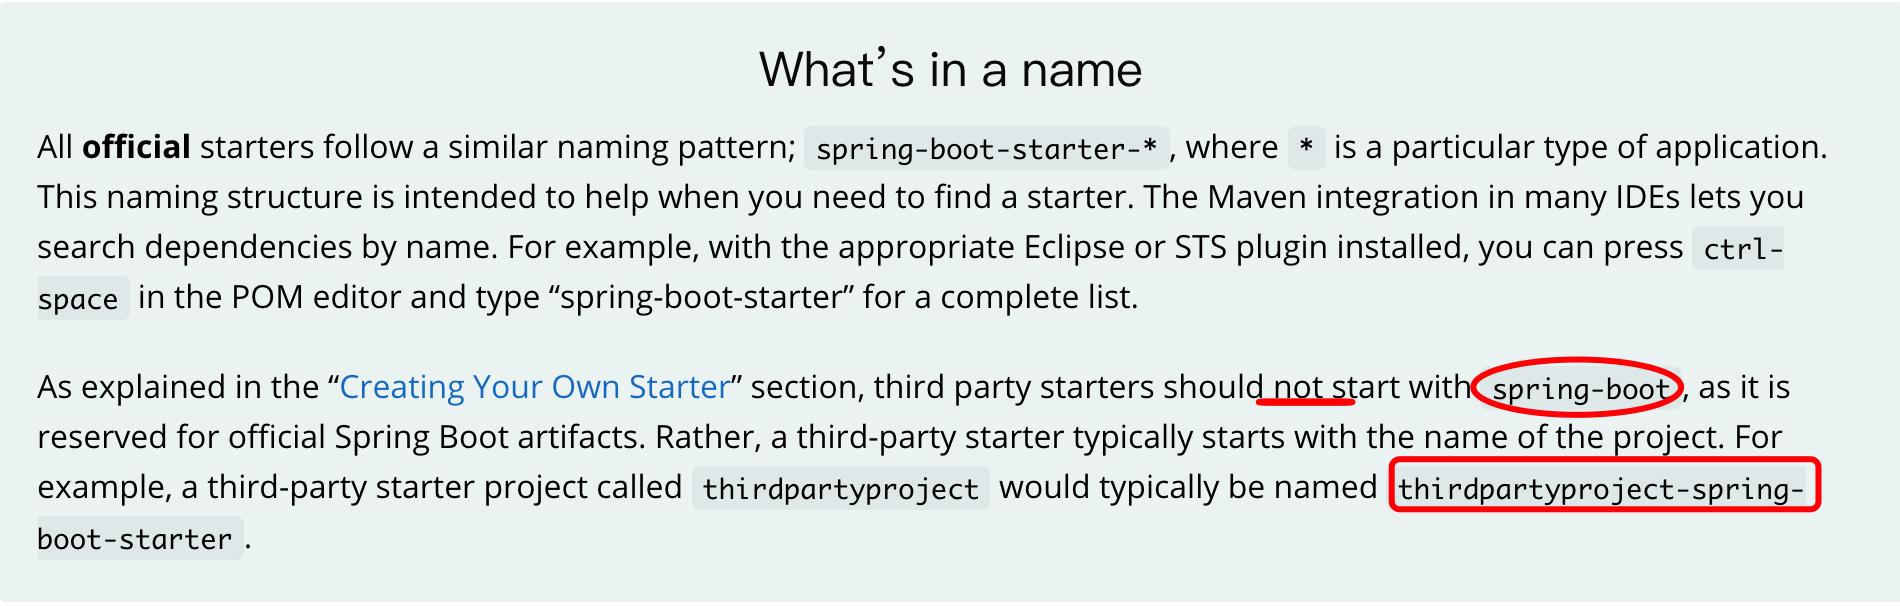 What’s in a name
All official starters follow a similar naming pattern; spring-boot-starter-*, where * is a particular type of application.
This naming structure is intended to help when you need to find a starter. The Maven integration in many IDEs lets you
search dependencies by name. For example, with the appropriate Eclipse or STS plugin installed, you can press ctrl-
space in the POM editor and type “spring-boot-starter” for a complete list.
As explained in the “Creating Your Own Starter” section, third party starters should not start with spring-boot, as it is
reserved for official Spring Boot artifacts. Rather, a third-party starter typically starts with the name of the project. For
example, a third-party starter project called thirdpartyproject would typically be named thirdpartyproject-spring-
boot-starter.